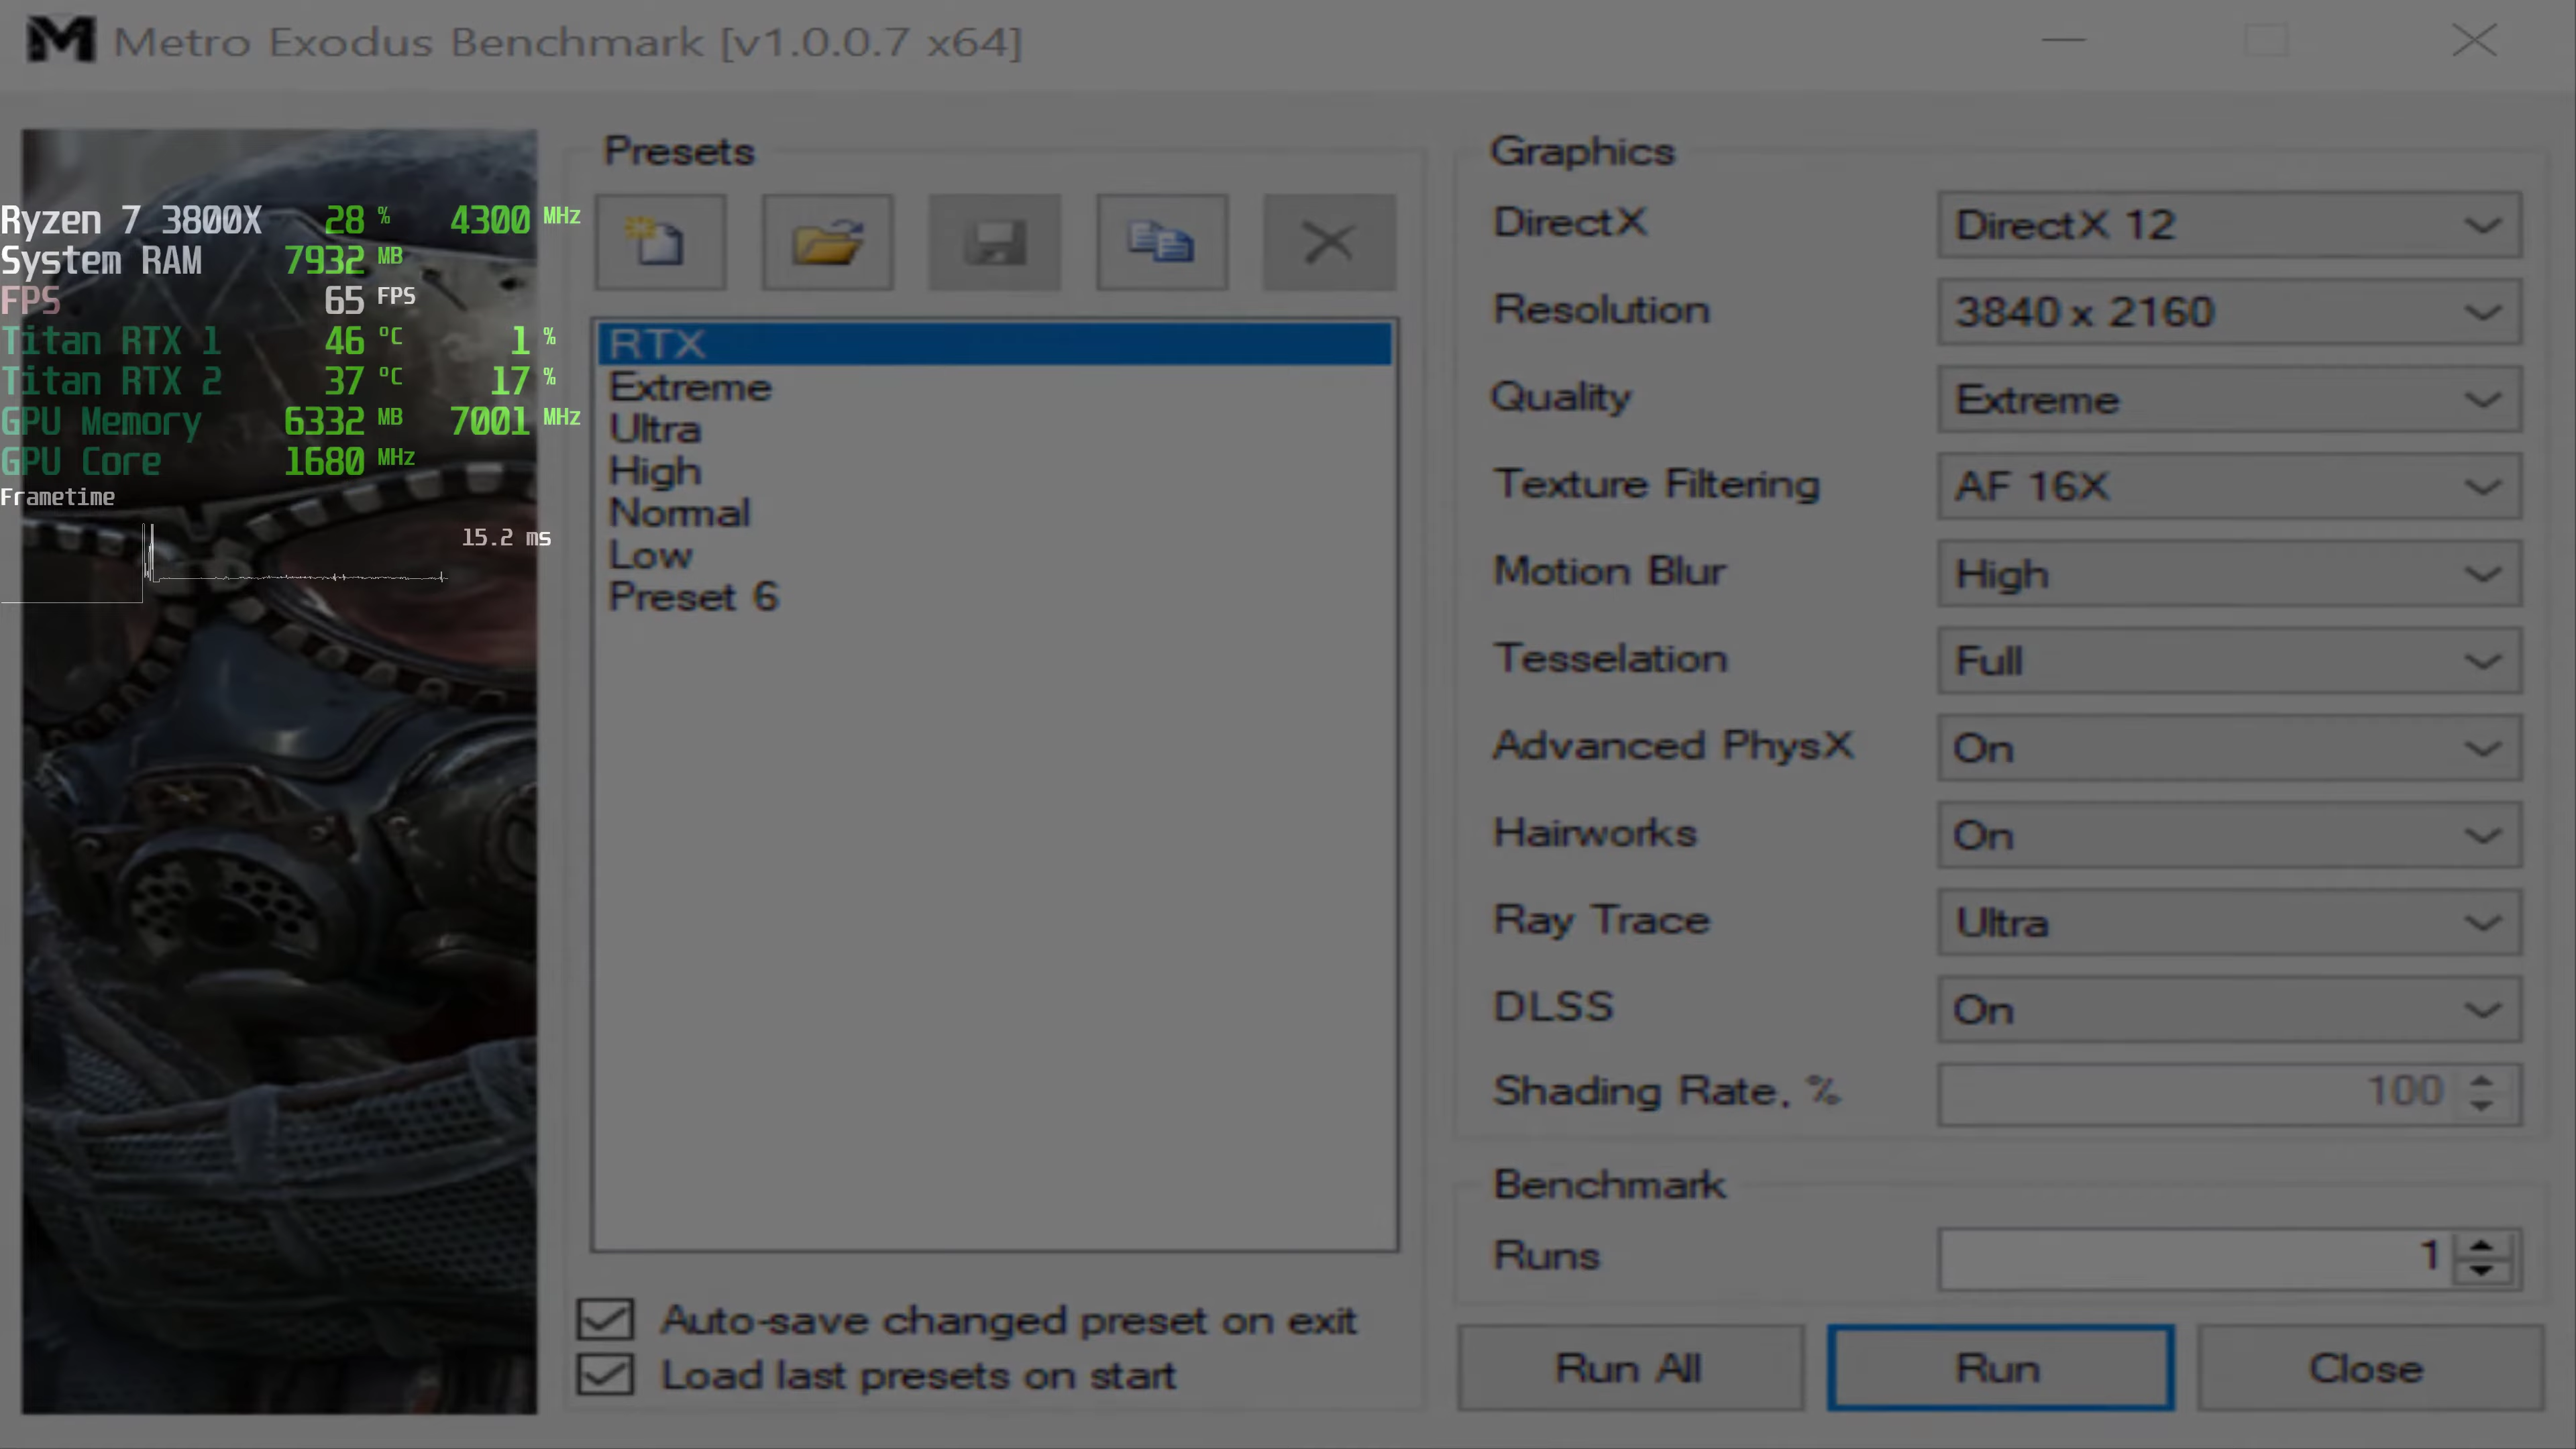 Metro Exodus Benchmark [v1.0.0.7 x64]
Ryzen 7 3800X 28 % 4300 MHz
System RAM 7932 MB
FPS 65 FPS
Titan RTX 1 46 °C 1 %
Titan RTX 2 37 °C 17 %
GPU Memory 6332 MB 7001 MHz
GPU Core 1680 MHz
Frametime
15.2 ms
Presets
RTX
Extreme
Ultra
High
Normal
Low
Preset 6
Auto-save changed preset on exit
Load last presets on start
Graphics
DirectX DirectX 12
Resolution 3840 x 2160
Quality Extreme
Texture Filtering AF 16X
Motion Blur High
Tesselation Full
Advanced PhysX On
Hairworks On
Ray Trace Ultra
DLSS On
Shading Rate, % 100
Benchmark
Runs 1
Run All Run Close